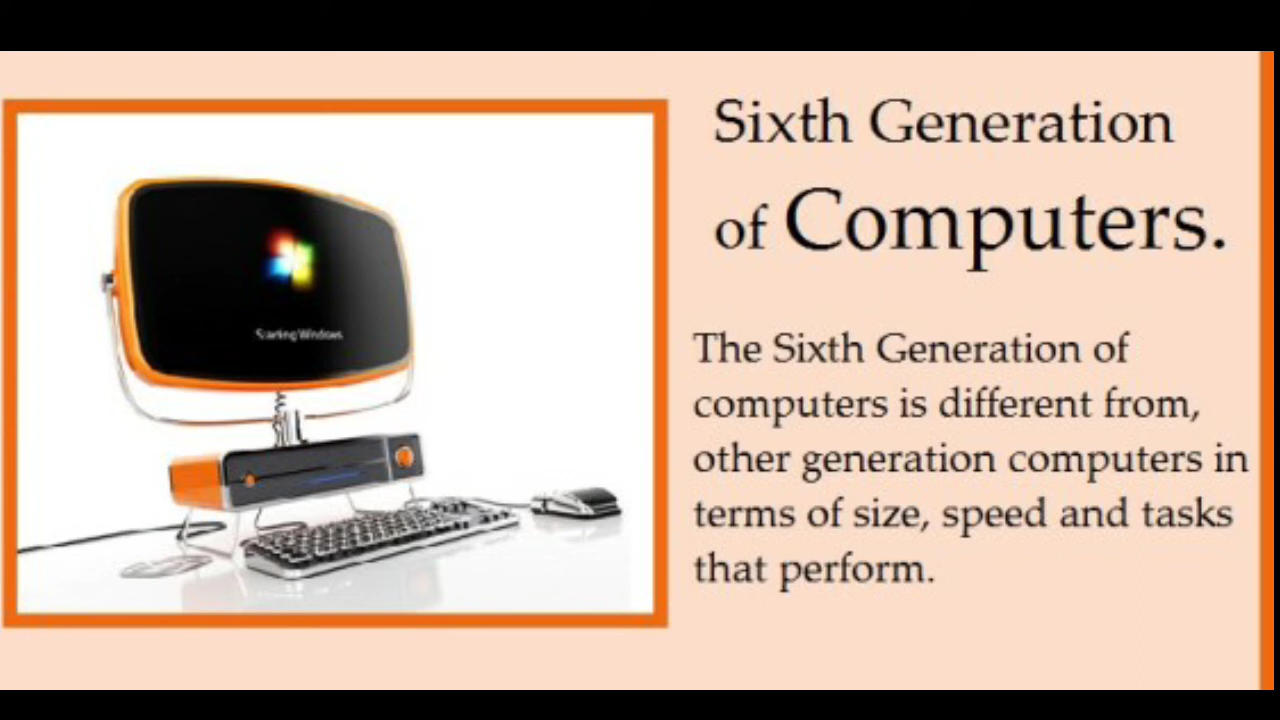 Starting Windows
Sixth Generation
of Computers.
The Sixth Generation of
computers is different from,
other generation computers in
terms of size, speed and tasks
that perform.